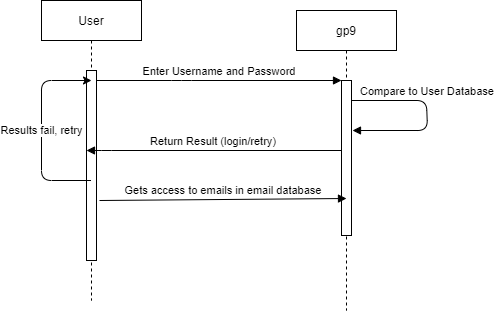 User
gp9
Enter Username and Password
Compare to User Database
Results fail, retry
Return Result (login/retry)
Gets access to emails in email database